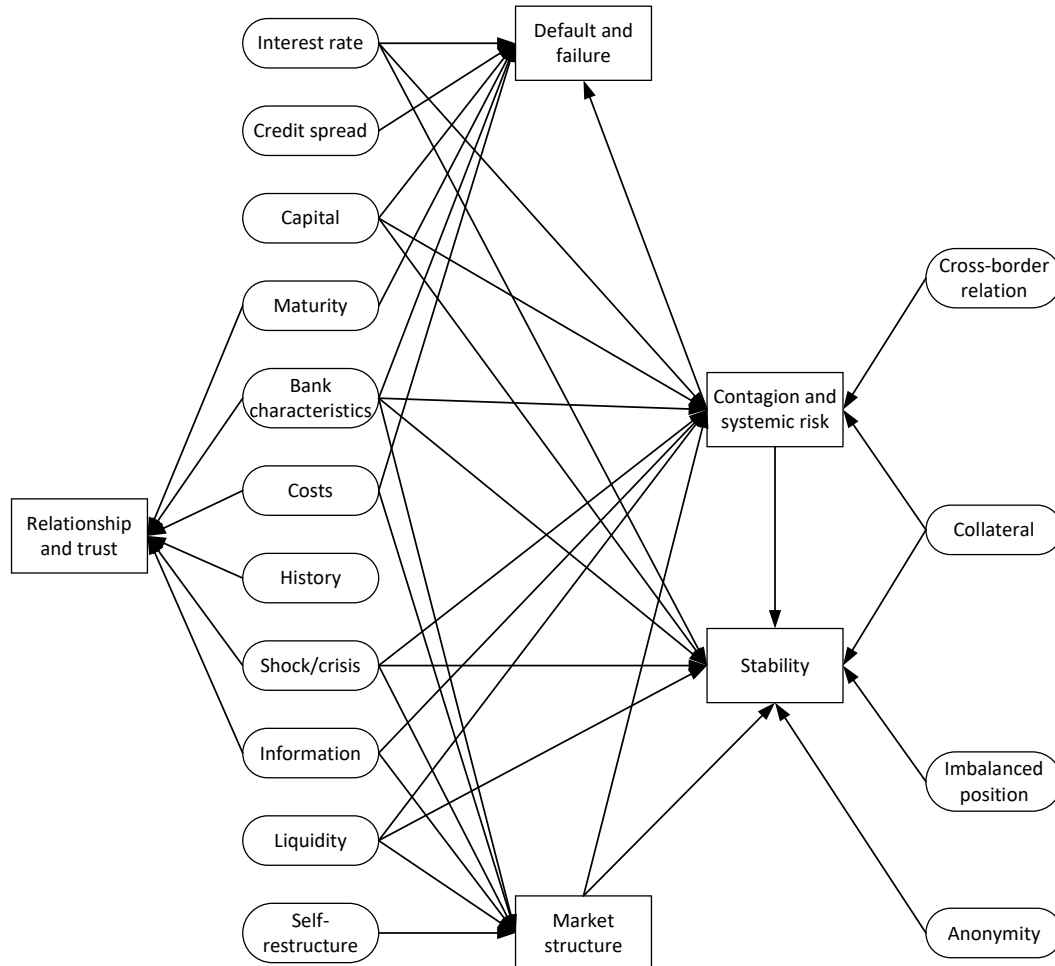 Interest rate
Default and
failure
Credit spread
Capital
Cross-border
relation
Maturity
Bank
characteristics
Contagion and
systemic risk
Costs
Relationship
and trust
Collateral
History
Shock/crisis
Stability
Information
Imbalanced
position
Liquidity
Self-
restructure
Market
structure
Anonymity